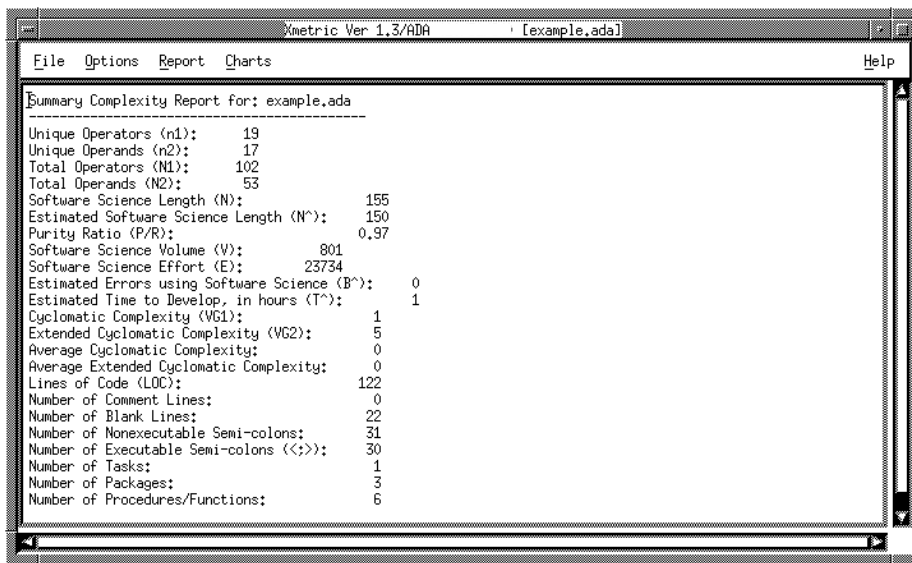 Xmetric Ver 1.3/ADA [example.ada]
File Options Report Charts Help
Summary Complexity Report for: example.ada
----------------------------------------------
Unique Operators (n1): 19
Unique Operands (n2): 17
Total Operators (N1): 102
Total Operands (N2): 53
Software Science Length (N): 155
Estimated Software Science Length (N^): 150
Purity Ratio (P/R): 0.97
Software Science Volume (V): 801
Software Science Effort (E): 23734
Estimated Errors using Software Science (B^): 0
Estimated Time to Develop, in hours (T^): 1
Cyclomatic Complexity (VG1): 1
Extended Cyclomatic Complexity (VG2): 5
Average Cyclomatic Complexity: 0
Average Extended Cyclomatic Complexity: 0
Lines of Code (LOC): 122
Number of Comment Lines: 0
Number of Blank Lines: 22
Number of Nonexecutable Semi-colons: 31
Number of Executable Semi-colons (<;>): 30
Number of Tasks: 1
Number of Packages: 3
Number of Procedures/Functions: 6